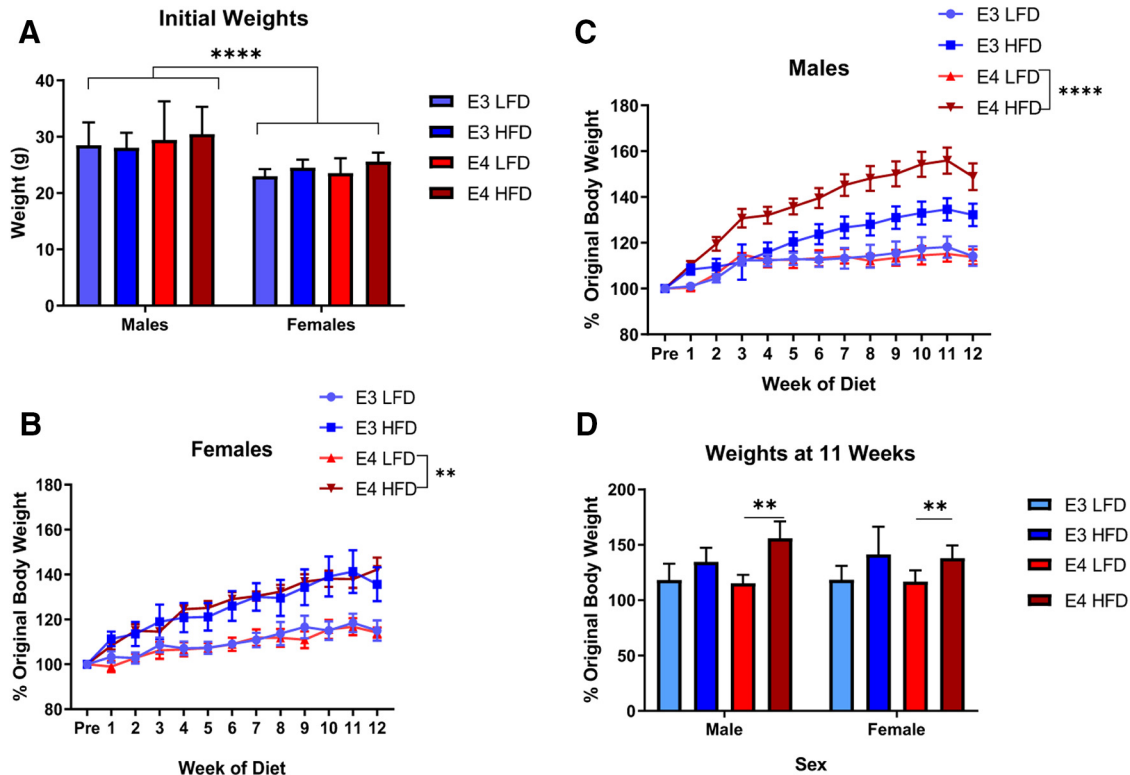 A
Initial Weights
****
Weight (g)
40
30
20
10
0
Males
Females
E3 LFD
E3 HFD
E4 LFD
E4 HFD
B
Females
E3 LFD
E3 HFD
E4 LFD
E4 HFD
**
% Original Body Weight
180
160
140
120
100
80
Pre 1 2 3 4 5 6 7 8 9 10 11 12
Week of Diet
C
Males
E3 LFD
E3 HFD
E4 LFD
E4 HFD
****
% Original Body Weight
180
160
140
120
100
80
Pre 1 2 3 4 5 6 7 8 9 10 11 12
Week of Diet
D
Weights at 11 Weeks
% Original Body Weight
200
150
100
50
0
**
**
Male
Female
Sex
E3 LFD
E3 HFD
E4 LFD
E4 HFD